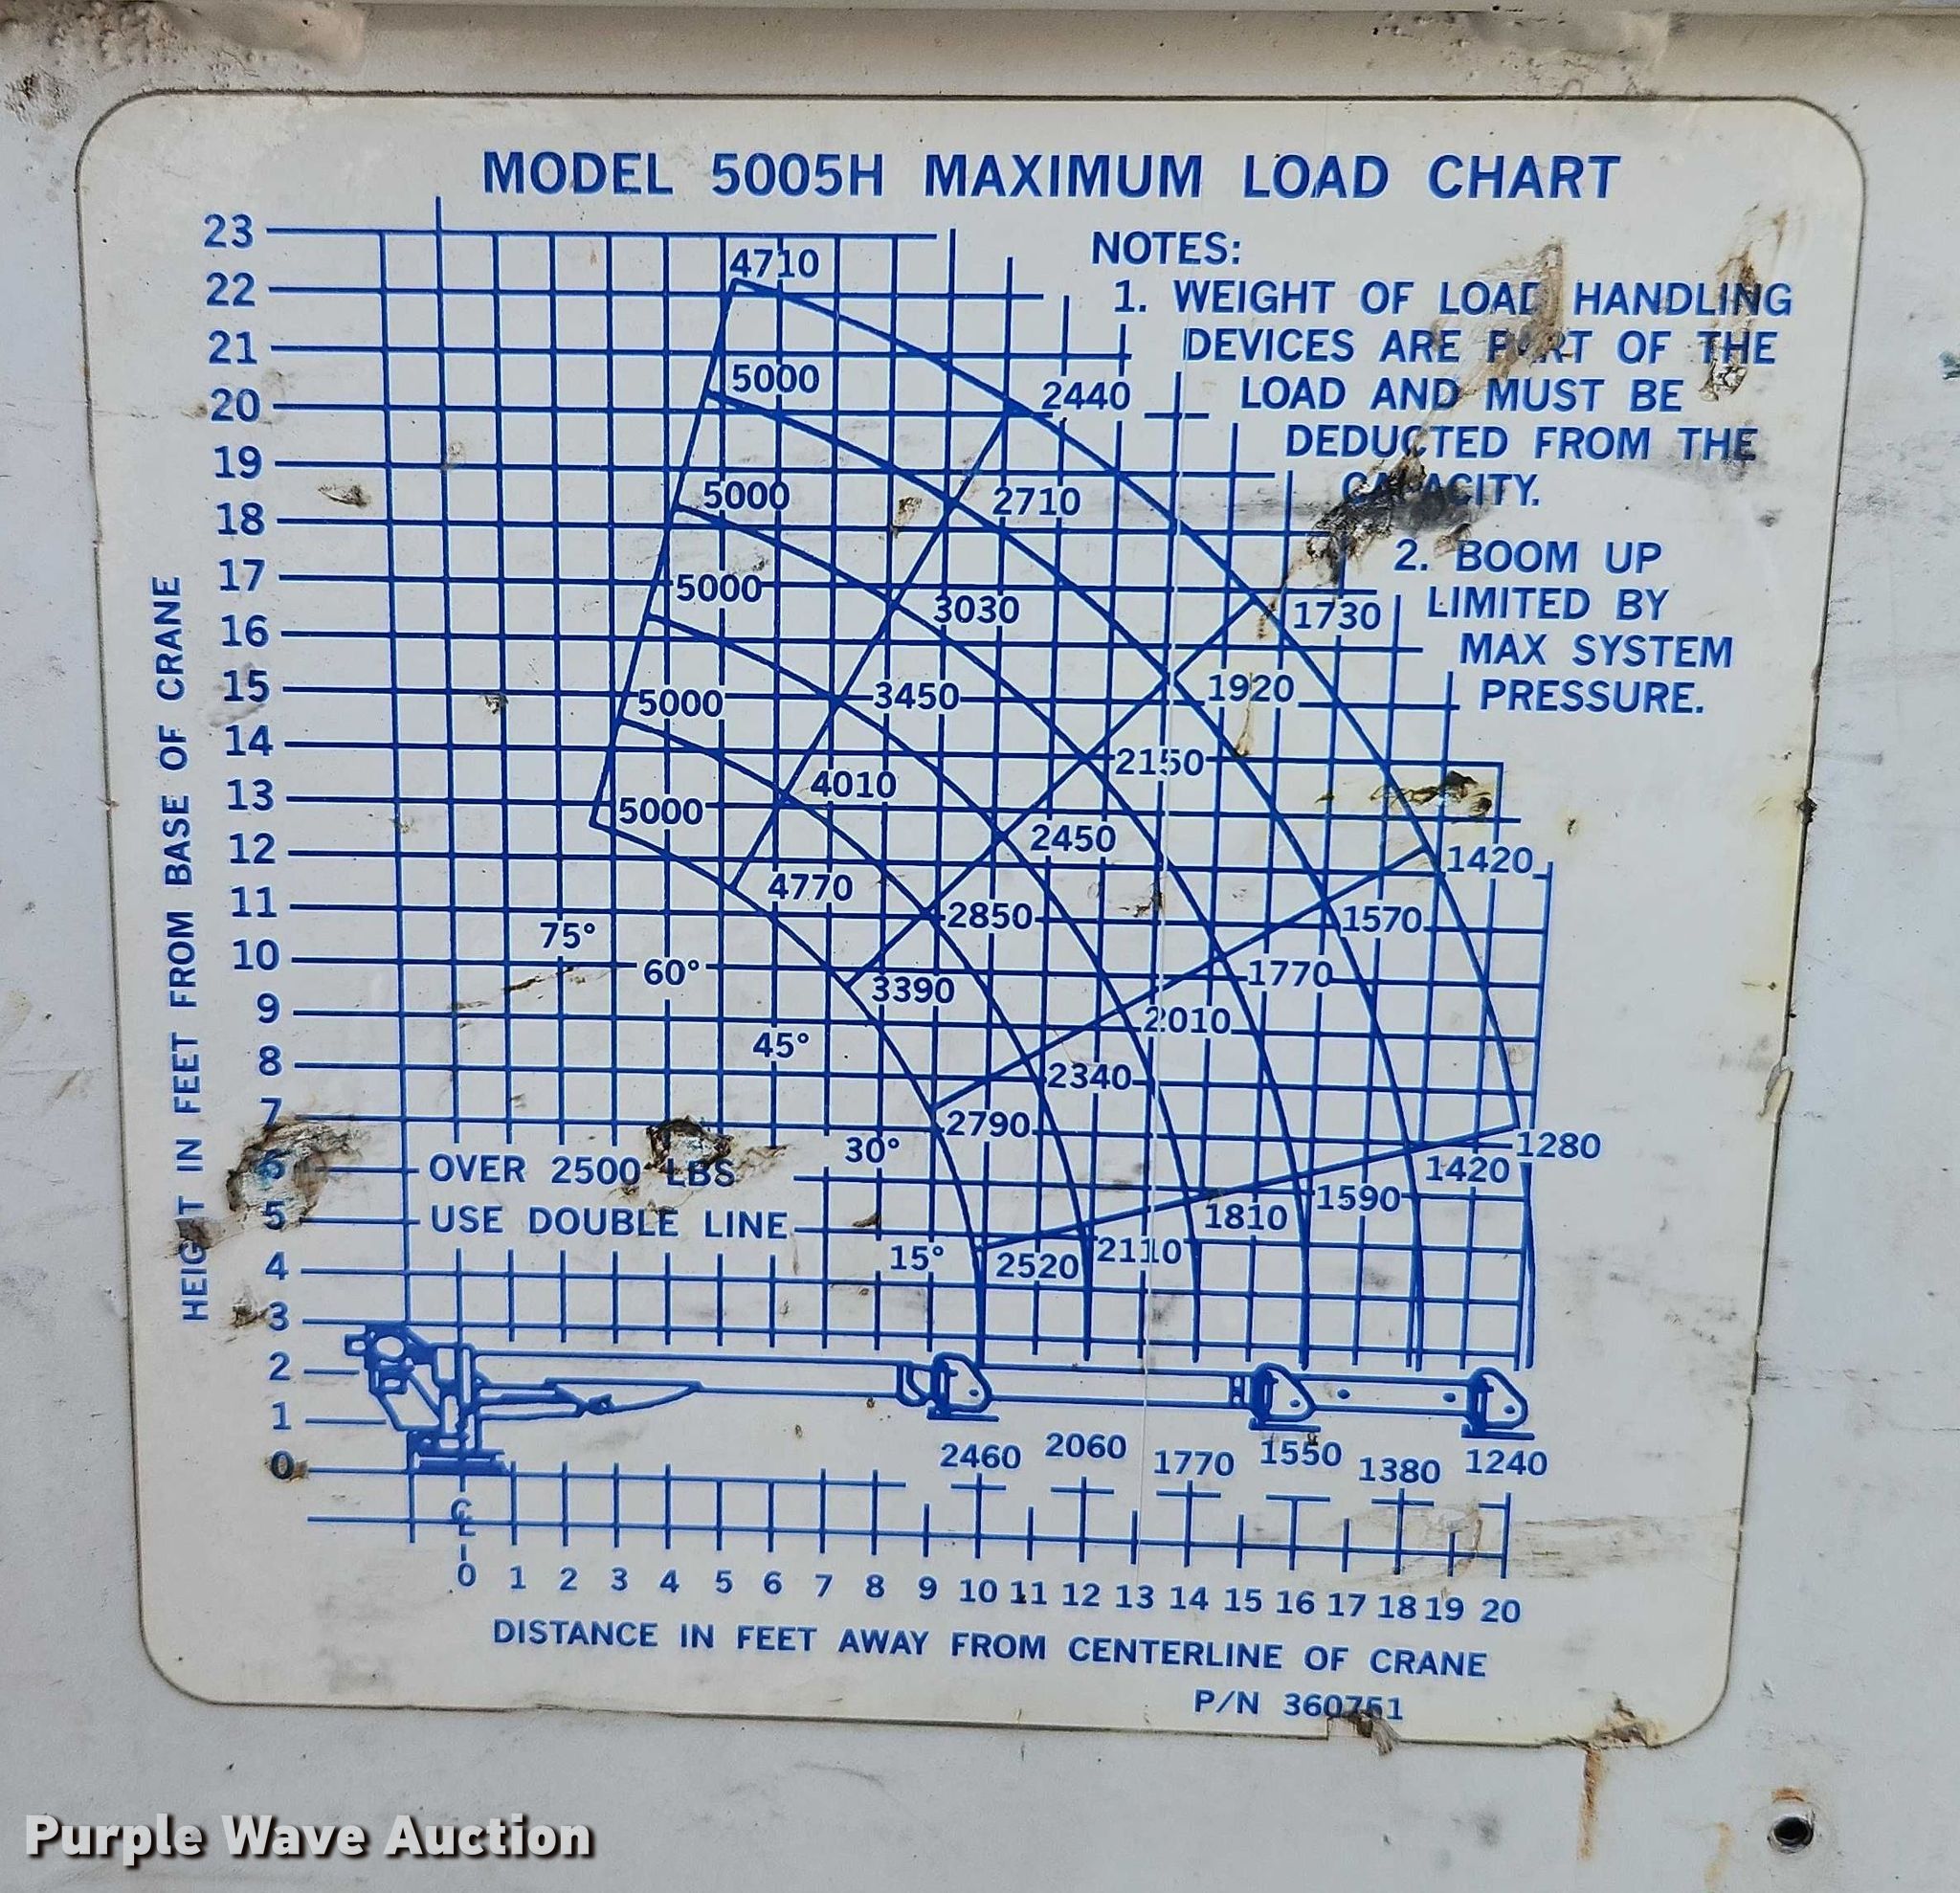 MODEL 5005H MAXIMUM LOAD CHART
NOTES:
1. WEIGHT OF LOAD HANDLING
DEVICES ARE PART OF THE
LOAD AND MUST BE
DEDUCTED FROM THE
CAPACITY.
2. BOOM UP
LIMITED BY
MAX SYSTEM
PRESSURE.
HEIGHT IN FEET FROM BASE OF CRANE
23
22
21
20
19
18
17
16
15
14
13
12
11
10
9
8
7
6
5
4
3
2
1
0
4710
5000 2440
5000 2710
5000 3030 1730
5000 3450 1920
5000 4010 2150
4770 2450 1420
2850 1570
3390 1770
2010
2340
2790 1280
1420
1590
1810
2110
2520
75°
60°
45°
30°
15°
OVER 2500 LBS
USE DOUBLE LINE
2460 2060 1770 1550 1380 1240
℄
0 1 2 3 4 5 6 7 8 9 10 11 12 13 14 15 16 17 18 19 20
DISTANCE IN FEET AWAY FROM CENTERLINE OF CRANE
P/N 360751
Purple Wave Auction